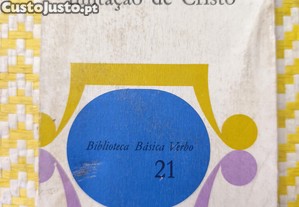 CustoJusto.pt
Imitação de Cristo
Biblioteca Básica Verbo
21